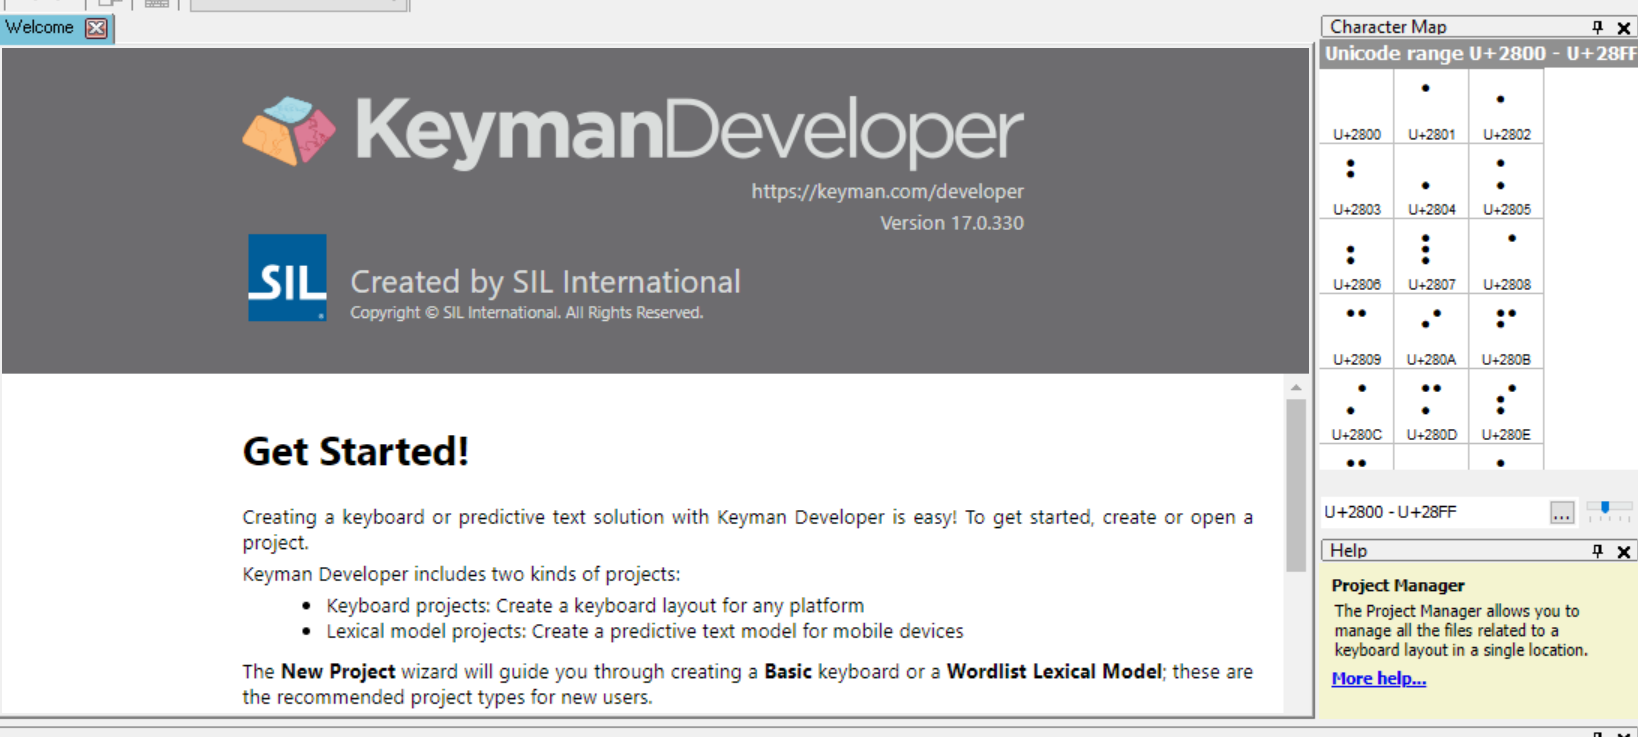 Welcome
KeymanDeveloper
https://keyman.com/developer
Version 17.0.330
SIL
Created by SIL International
Copyright © SIL International. All Rights Reserved.
Get Started!
Creating a keyboard or predictive text solution with Keyman Developer is easy! To get started, create or open a
project.
Keyman Developer includes two kinds of projects:
• Keyboard projects: Create a keyboard layout for any platform
• Lexical model projects: Create a predictive text model for mobile devices
The New Project wizard will guide you through creating a Basic keyboard or a Wordlist Lexical Model; these are
the recommended project types for new users.
Character Map
Unicode range U+2800 - U+28FF
⠀ ⠁ ⠂
U+2800 U+2801 U+2802
⠃ ⠄ ⠅
U+2803 U+2804 U+2805
⠆ ⠇ ⠈
U+2806 U+2807 U+2808
⠉ ⠊ ⠋
U+2809 U+280A U+280B
⠌ ⠍ ⠎
U+280C U+280D U+280E
U+2800 - U+28FF
...
Help
Project Manager
The Project Manager allows you to
manage all the files related to a
keyboard layout in a single location.
More help...